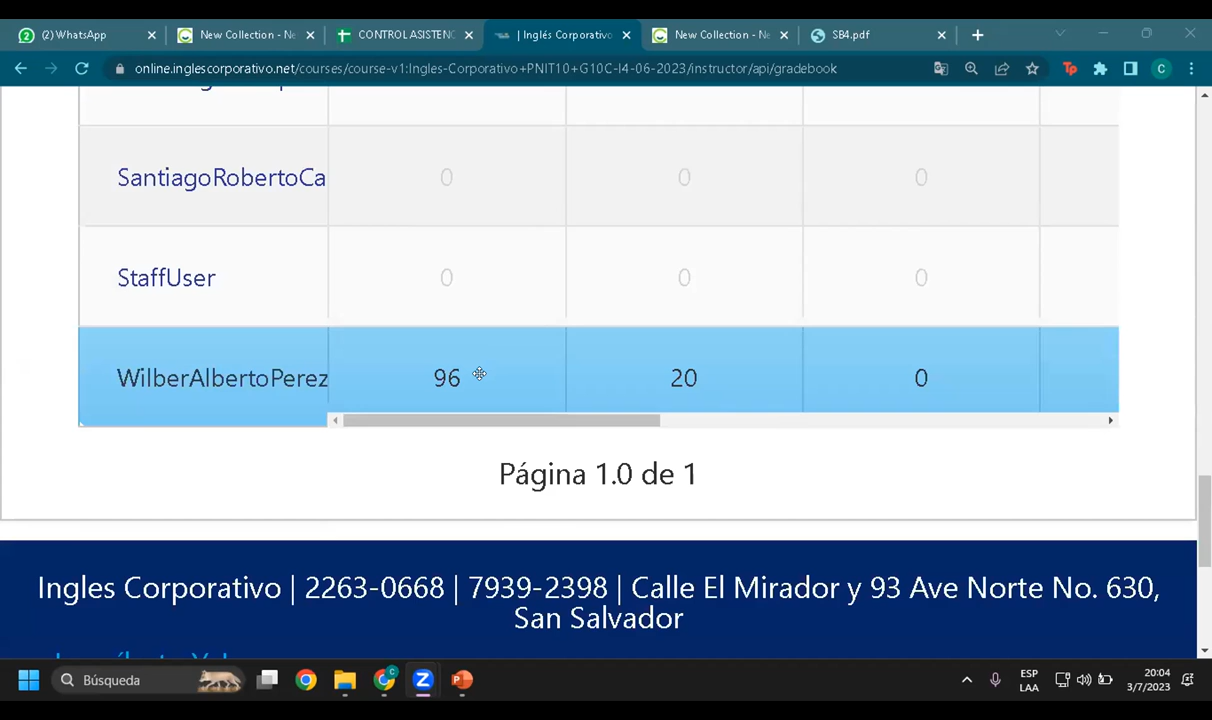 (2) WhatsApp
New Collection - Ne
CONTROL ASISTENC
| Inglés Corporativo
New Collection - Ne
SB4.pdf
online.inglescorporativo.net/courses/course-v1:Ingles-Corporativo+PNIT10+G10C-I4-06-2023/instructor/api/gradebook
SantiagoRobertoCa 0 0 0
StaffUser 0 0 0
WilberAlbertoPerez 96 20 0
Página 1.0 de 1
Ingles Corporativo | 2263-0668 | 7939-2398 | Calle El Mirador y 93 Ave Norte No. 630,
San Salvador
Búsqueda
ESP
LAA
20:04
3/7/2023